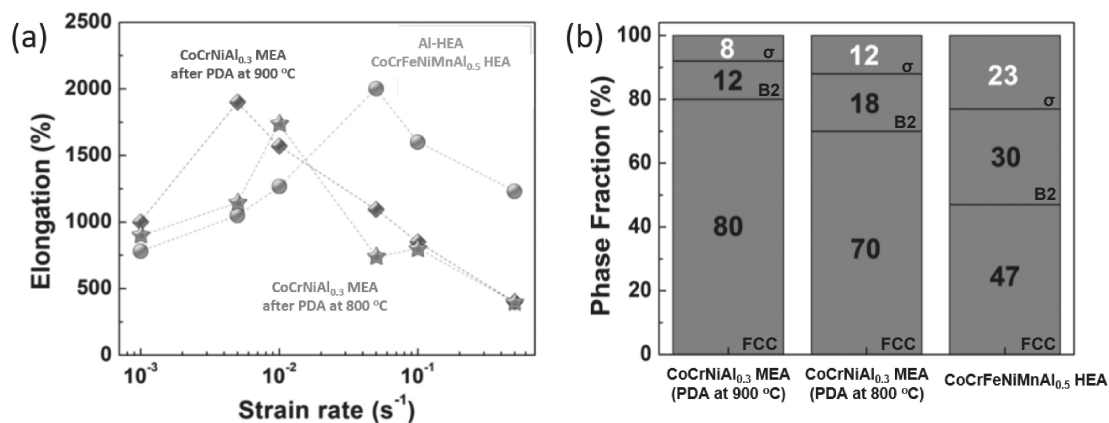 (a)
Elongation (%)
2500
2000
1500
1000
500
0
CoCrNiAl0.3 MEA
after PDA at 900 °C
Al-HEA
CoCrFeNiMnAl0.5 HEA
CoCrNiAl0.3 MEA
after PDA at 800 °C
10-3
10-2
10-1
Strain rate (s-1)
(b)
Phase Fraction (%)
100
80
60
40
20
0
8
σ
12
B2
80
12
σ
18
B2
70
FCC
23
σ
30
B2
47
FCC
FCC
CoCrNiAl0.3 MEA
(PDA at 900 °C)
CoCrNiAl0.3 MEA
(PDA at 800 °C)
CoCrFeNiMnAl0.5 HEA